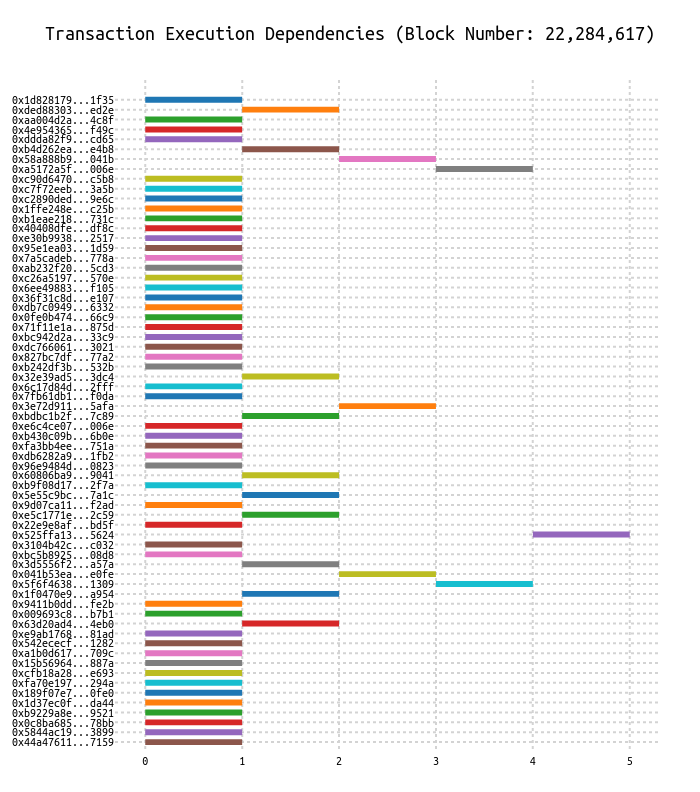 Transaction Execution Dependencies (Block Number: 22,284,617)
0x1d828179...1f35
0xded88303...ed2e
0xaa004d2a...4c8f
0x4e954365...f49c
0xddda82f9...cd65
0xb4d262ea...e4b8
0x58a888b9...041b
0xa5172a5f...006e
0xc90d6470...c5b8
0xc7f72eeb...3a5b
0xc2890ded...9e6c
0x1ffe248e...c25b
0xb1eae218...731c
0x40408dfe...df8c
0xe30b9938...2517
0x95e1ea03...1d59
0x7a5cadeb...778a
0xab232f20...5cd3
0xc26a5197...570e
0x6ee49883...f105
0x36f31c8d...e107
0xdb7c0949...6332
0x0fe0b474...66c9
0x71f11e1a...875d
0xbc942d2a...33c9
0xdc766061...3021
0x827bc7df...77a2
0xb242df3b...532b
0x32e39ad5...3dc4
0x6c17d84d...2fff
0x7fb61db1...f0da
0x3e72d911...5afa
0xbdbc1b2f...7c89
0xe6c4ce07...006e
0xb430c09b...6b0e
0xfa3bb4ee...751a
0xdb6282a9...1fb2
0x96e9484d...0823
0x60806ba9...9041
0xb9f08d17...2f7a
0x5e55c9bc...7a1c
0x9d07ca11...f2ad
0xe5c1771e...2c59
0x22e9e8af...bd5f
0x525ffa13...5624
0x3104b42c...c032
0xbc5b8925...08d8
0x3d5556f2...a57a
0x041b53ea...e0fe
0x5f6f4638...1309
0x1f0470e9...a954
0x9411b0dd...fe2b
0x009693c8...b7b1
0x63d20ad4...4eb0
0xe9ab1768...81ad
0x542ececf...1282
0xa1b0d617...709c
0x15b56964...887a
0xcfb18a28...e693
0xfa70e197...294a
0x189f07e7...0fe0
0x1d37ec0f...da44
0xb9229a8e...9521
0x0c8ba685...78bb
0x5844ac19...3899
0x44a47611...7159
0 1 2 3 4 5